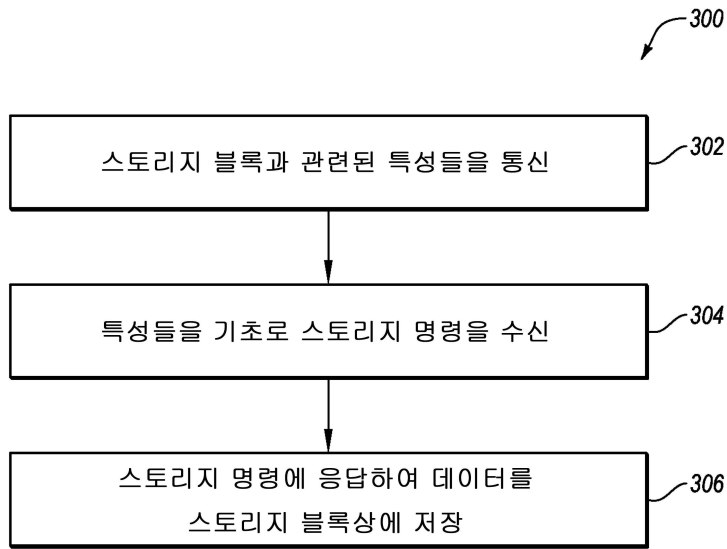 300
스토리지 블록과 관련된 특성들을 통신
302
특성들을 기초로 스토리지 명령을 수신
304
스토리지 명령에 응답하여 데이터를
스토리지 블록상에 저장
306